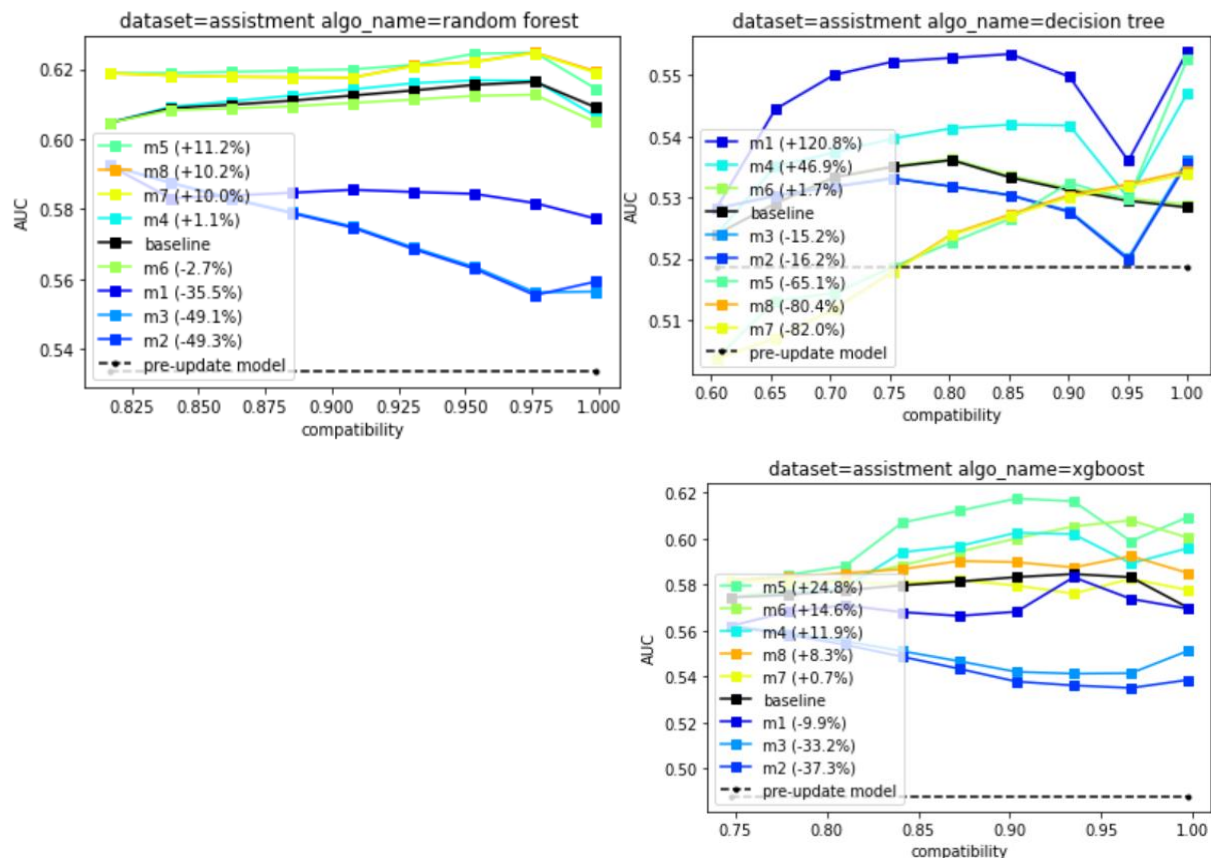 dataset=assistment algo_name=random forest
0.62
0.60
0.58
0.56
0.54
AUC
m5 (+11.2%)
m8 (+10.2%)
m7 (+10.0%)
m4 (+1.1%)
baseline
m6 (-2.7%)
m1 (-35.5%)
m3 (-49.1%)
m2 (-49.3%)
pre-update model
0.825 0.850 0.875 0.900 0.925 0.950 0.975 1.000
compatibility
dataset=assistment algo_name=decision tree
0.55
0.54
0.53
0.52
0.51
AUC
m1 (+120.8%)
m4 (+46.9%)
m6 (+1.7%)
baseline
m3 (-15.2%)
m2 (-16.2%)
m5 (-65.1%)
m8 (-80.4%)
m7 (-82.0%)
pre-update model
0.60 0.65 0.70 0.75 0.80 0.85 0.90 0.95 1.00
compatibility
dataset=assistment algo_name=xgboost
0.62
0.60
0.58
0.56
0.54
0.52
0.50
AUC
m5 (+24.8%)
m6 (+14.6%)
m4 (+11.9%)
m8 (+8.3%)
m7 (+0.7%)
baseline
m1 (-9.9%)
m3 (-33.2%)
m2 (-37.3%)
pre-update model
0.75 0.80 0.85 0.90 0.95 1.00
compatibility